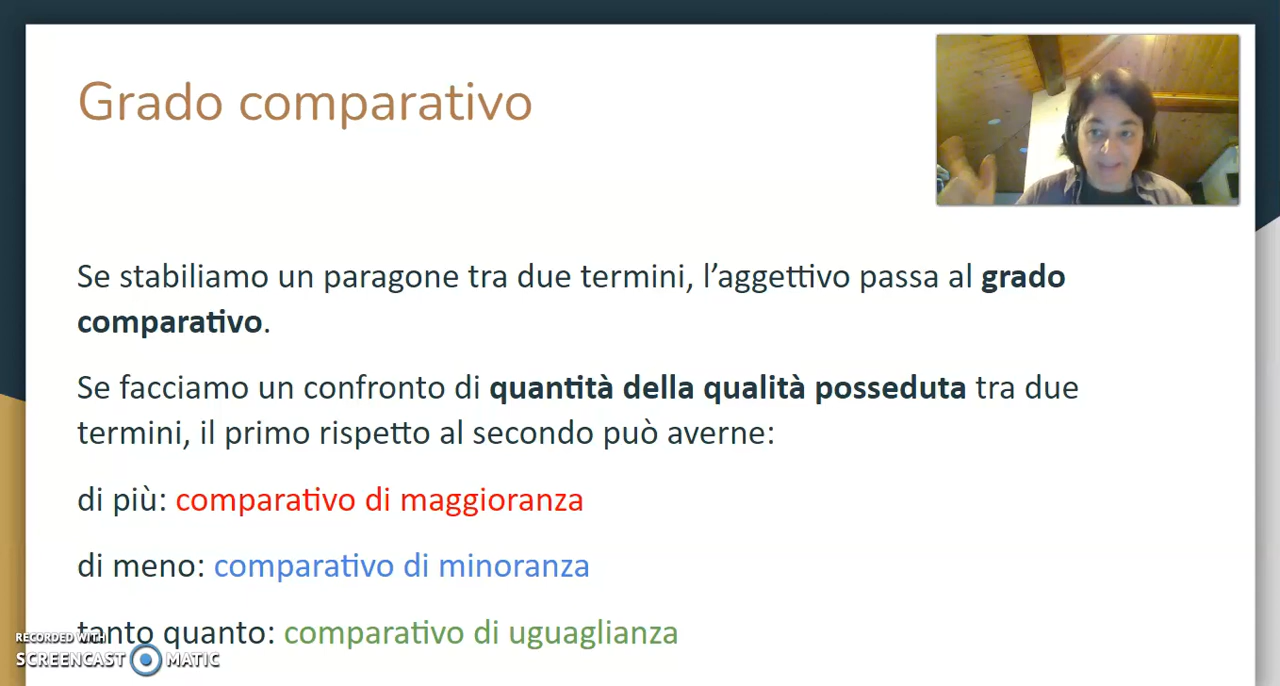 Grado comparativo
Se stabiliamo un paragone tra due termini, l’aggettivo passa al grado
comparativo.
Se facciamo un confronto di quantità della qualità posseduta tra due
termini, il primo rispetto al secondo può averne:
di più: comparativo di maggioranza
di meno: comparativo di minoranza
tanto quanto: comparativo di uguaglianza
RECORDED WITH
SCREENCAST MATIC